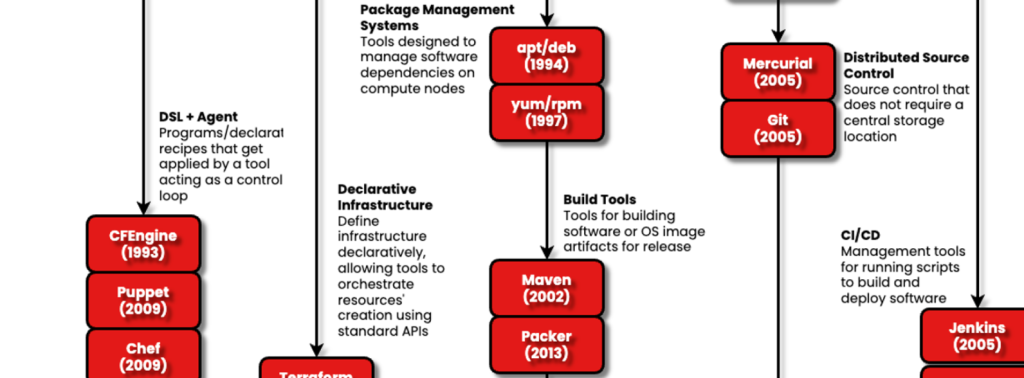 Package Management
Systems
Tools designed to
manage software
dependencies on
compute nodes
apt/deb
(1994)
yum/rpm
(1997)
Mercurial
(2005)
Git
(2005)
Distributed Source
Control
Source control that
does not require a
central storage
location
DSL + Agent
Programs/declarat
recipes that get
applied by a tool
acting as a control
loop
CFEngine
(1993)
Puppet
(2009)
Chef
(2009)
Declarative
Infrastructure
Define
infrastructure
declaratively,
allowing tools to
orchestrate
resources'
creation using
standard APIs
Terraform
Build Tools
Tools for building
software or OS image
artifacts for release
Maven
(2002)
Packer
(2013)
CI/CD
Management tools
for running scripts
to build and
deploy software
Jenkins
(2005)